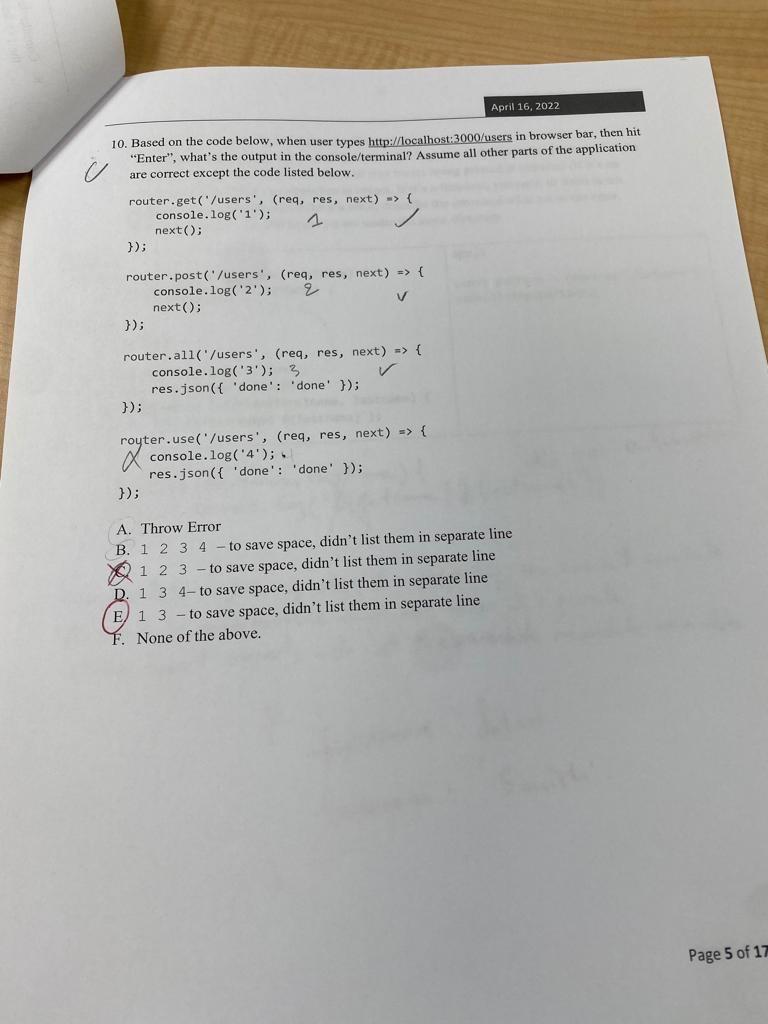 April 16, 2022
10. Based on the code below, when user types http://localhost:3000/users in browser bar, then hit
"Enter", what's the output in the console/terminal? Assume all other parts of the application
C are correct except the code listed below.
router.get('/users', (req, res, next) => {
console.log('1'); 1 ✓
next();
});
router.post('/users', (req, res, next) => {
console.log('2'); 2 ✓
next();
});
router.all('/users', (req, res, next) => {
console.log('3'); 3 ✓
res.json({ 'done': 'done' });
});
router.use('/users', (req, res, next) => {
console.log('4');
res.json({ 'done': 'done' });
});
A. Throw Error
B. 1 2 3 4 – to save space, didn't list them in separate line
C. 1 2 3 – to save space, didn't list them in separate line
D. 1 3 4– to save space, didn't list them in separate line
E. 1 3 – to save space, didn't list them in separate line
F. None of the above.
Page 5 of 17